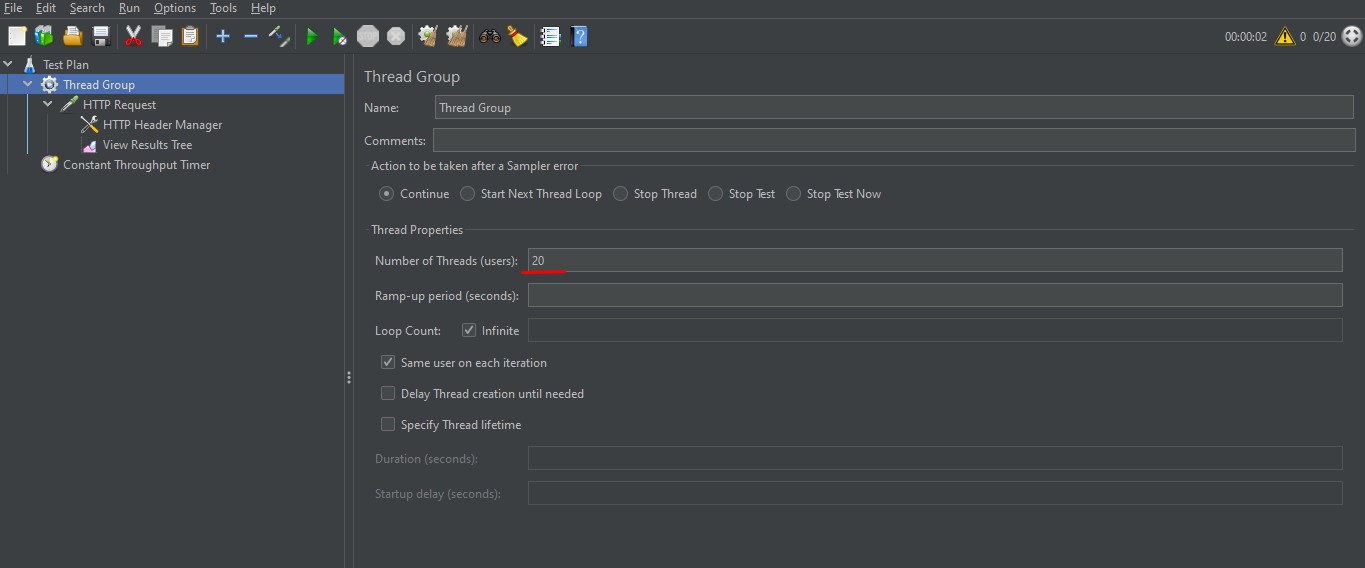 File Edit Search Run Options Tools Help
00:00:02 0 0/20
Test Plan
Thread Group
HTTP Request
HTTP Header Manager
View Results Tree
Constant Throughput Timer
Thread Group
Name: Thread Group
Comments:
Action to be taken after a Sampler error
Continue Start Next Thread Loop Stop Thread Stop Test Stop Test Now
Thread Properties
Number of Threads (users): 20
Ramp-up period (seconds):
Loop Count: Infinite
Same user on each iteration
Delay Thread creation until needed
Specify Thread lifetime
Duration (seconds):
Startup delay (seconds):